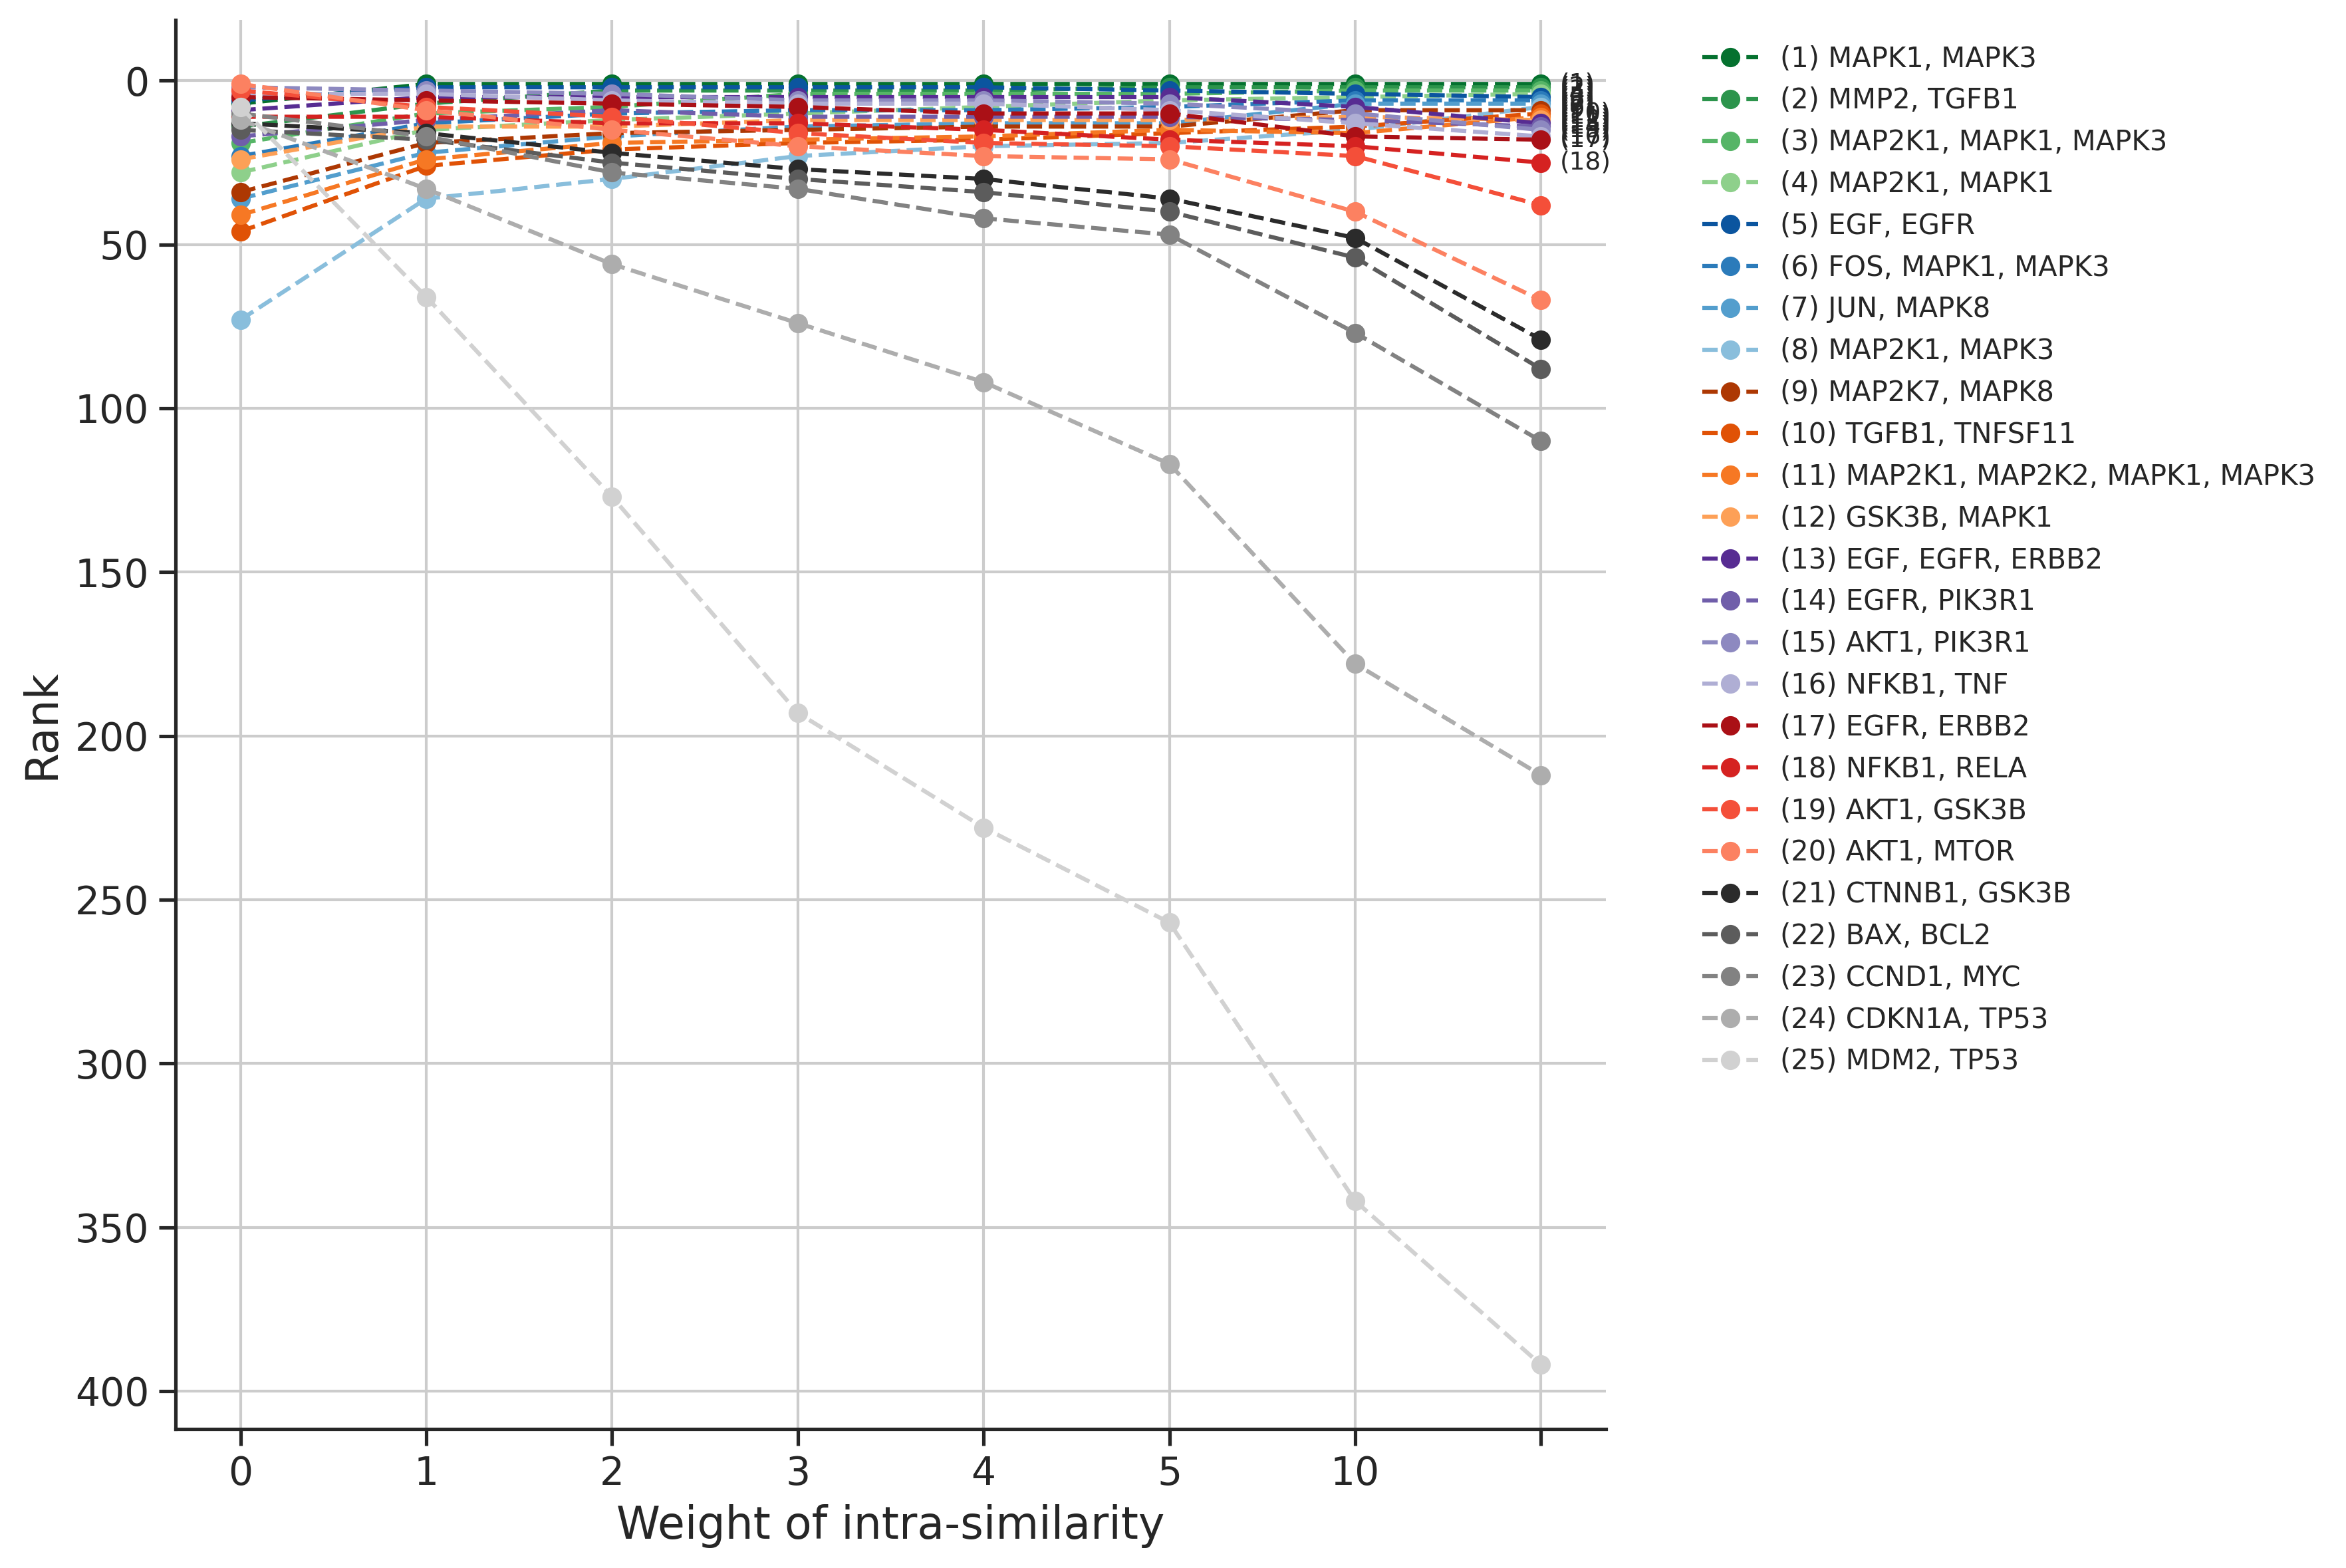 0
50
100
150
200
250
300
350
400
Rank
0 1 2 3 4 5 10
Weight of intra-similarity
(1)
(17)
(18)
(1) MAPK1, MAPK3
(2) MMP2, TGFB1
(3) MAP2K1, MAPK1, MAPK3
(4) MAP2K1, MAPK1
(5) EGF, EGFR
(6) FOS, MAPK1, MAPK3
(7) JUN, MAPK8
(8) MAP2K1, MAPK3
(9) MAP2K7, MAPK8
(10) TGFB1, TNFSF11
(11) MAP2K1, MAP2K2, MAPK1, MAPK3
(12) GSK3B, MAPK1
(13) EGF, EGFR, ERBB2
(14) EGFR, PIK3R1
(15) AKT1, PIK3R1
(16) NFKB1, TNF
(17) EGFR, ERBB2
(18) NFKB1, RELA
(19) AKT1, GSK3B
(20) AKT1, MTOR
(21) CTNNB1, GSK3B
(22) BAX, BCL2
(23) CCND1, MYC
(24) CDKN1A, TP53
(25) MDM2, TP53